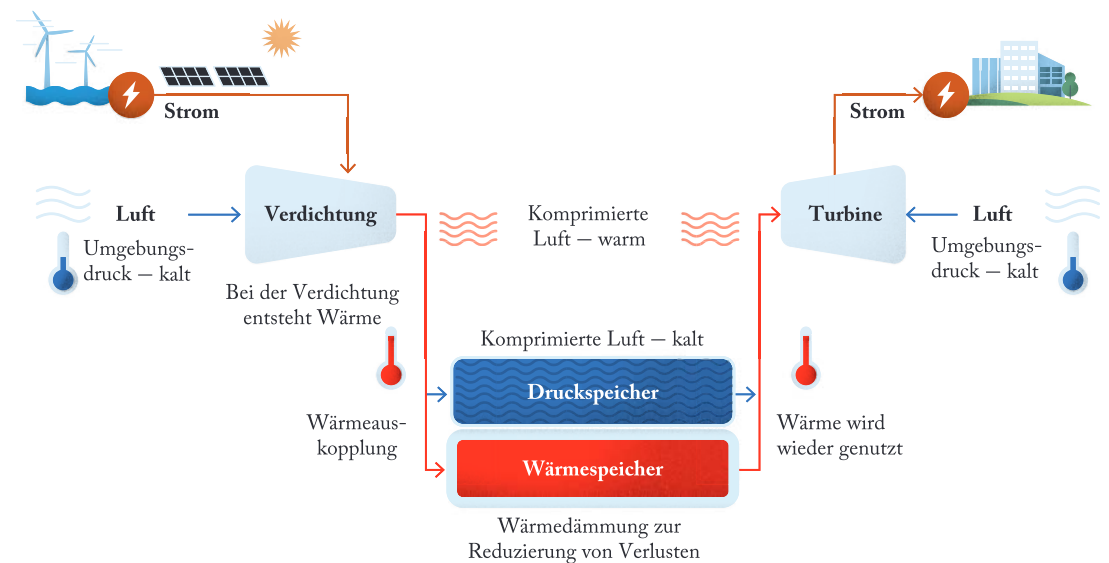 Strom
Strom
Luft
Umgebungs-
druck – kalt
Verdichtung
Bei der Verdichtung
entsteht Wärme
Komprimierte
Luft – warm
Turbine
Luft
Umgebungs-
druck – kalt
Komprimierte Luft – kalt
Druckspeicher
Wärmeaus-
kopplung
Wärme wird
wieder genutzt
Wärmespeicher
Wärmedämmung zur
Reduzierung von Verlusten